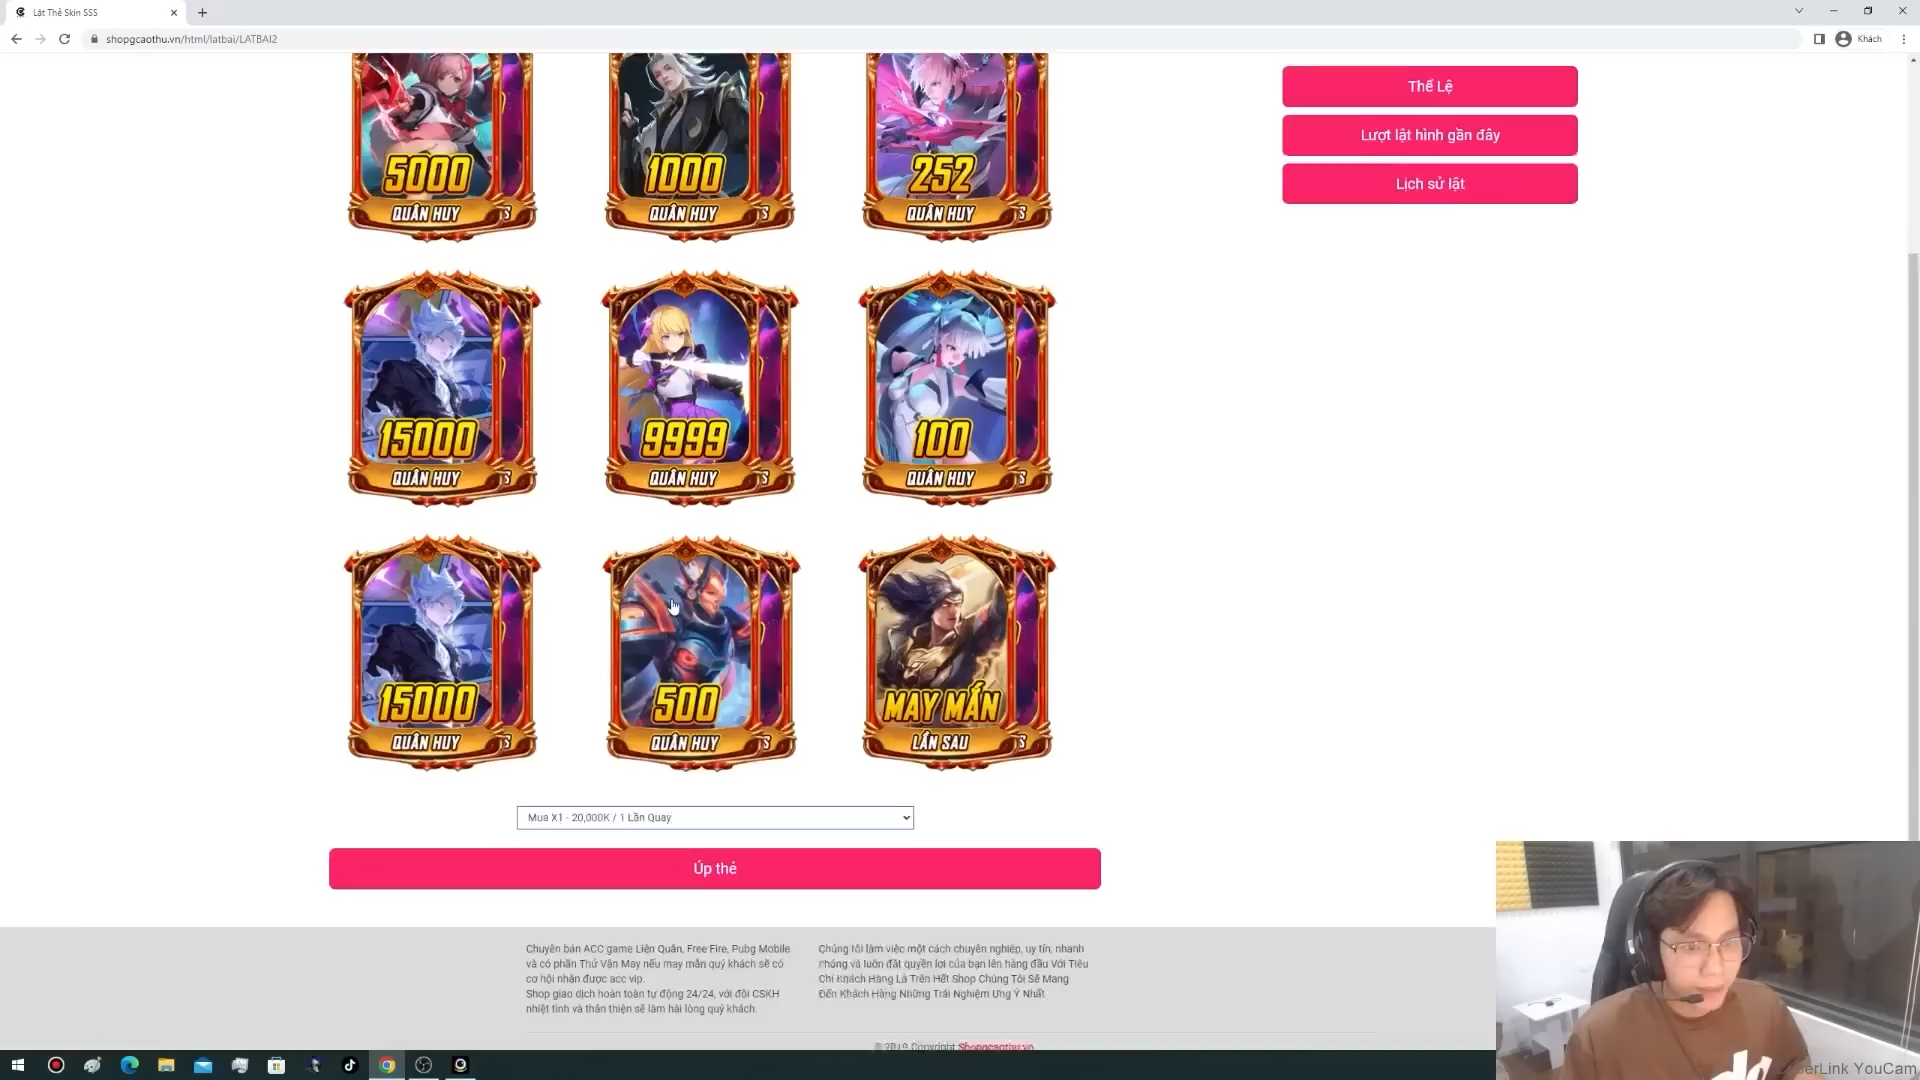 Lật Thẻ Skin SSS
shopgcaothu.vn/html/latbai/LATBAI2
Khách
5000
QUÂN HUY
1000
QUÂN HUY
252
QUÂN HUY
Thể Lệ
Lượt lật hình gần đây
Lịch sử lật
15000
QUÂN HUY
9999
QUÂN HUY
100
QUÂN HUY
15000
QUÂN HUY
500
QUÂN HUY
MAY MẮN
LẦN SAU
Mua X1 - 20,000K / 1 Lần Quay
Úp thẻ
Chuyên bán ACC game Liên Quân, Free Fire, Pubg Mobile
và có phần Thử Vận May nếu may mắn quý khách sẽ có
cơ hội nhận được acc vip.
Shop giao dịch hoàn toàn tự động 24/24, với đội CSKH
nhiệt tình và thân thiện sẽ làm hài lòng quý khách.
Chúng tôi làm việc một cách chuyên nghiệp, uy tín, nhanh
chóng và luôn đặt quyền lợi của bạn lên hàng đầu Với Tiêu
Chí Khách Hàng Là Trên Hết Shop Chúng Tôi Sẽ Mang
Đến Khách Hàng Những Trải Nghiệm Ưng Ý Nhất
© 2019 Copyright Shopgcaothu.vn
YouCam